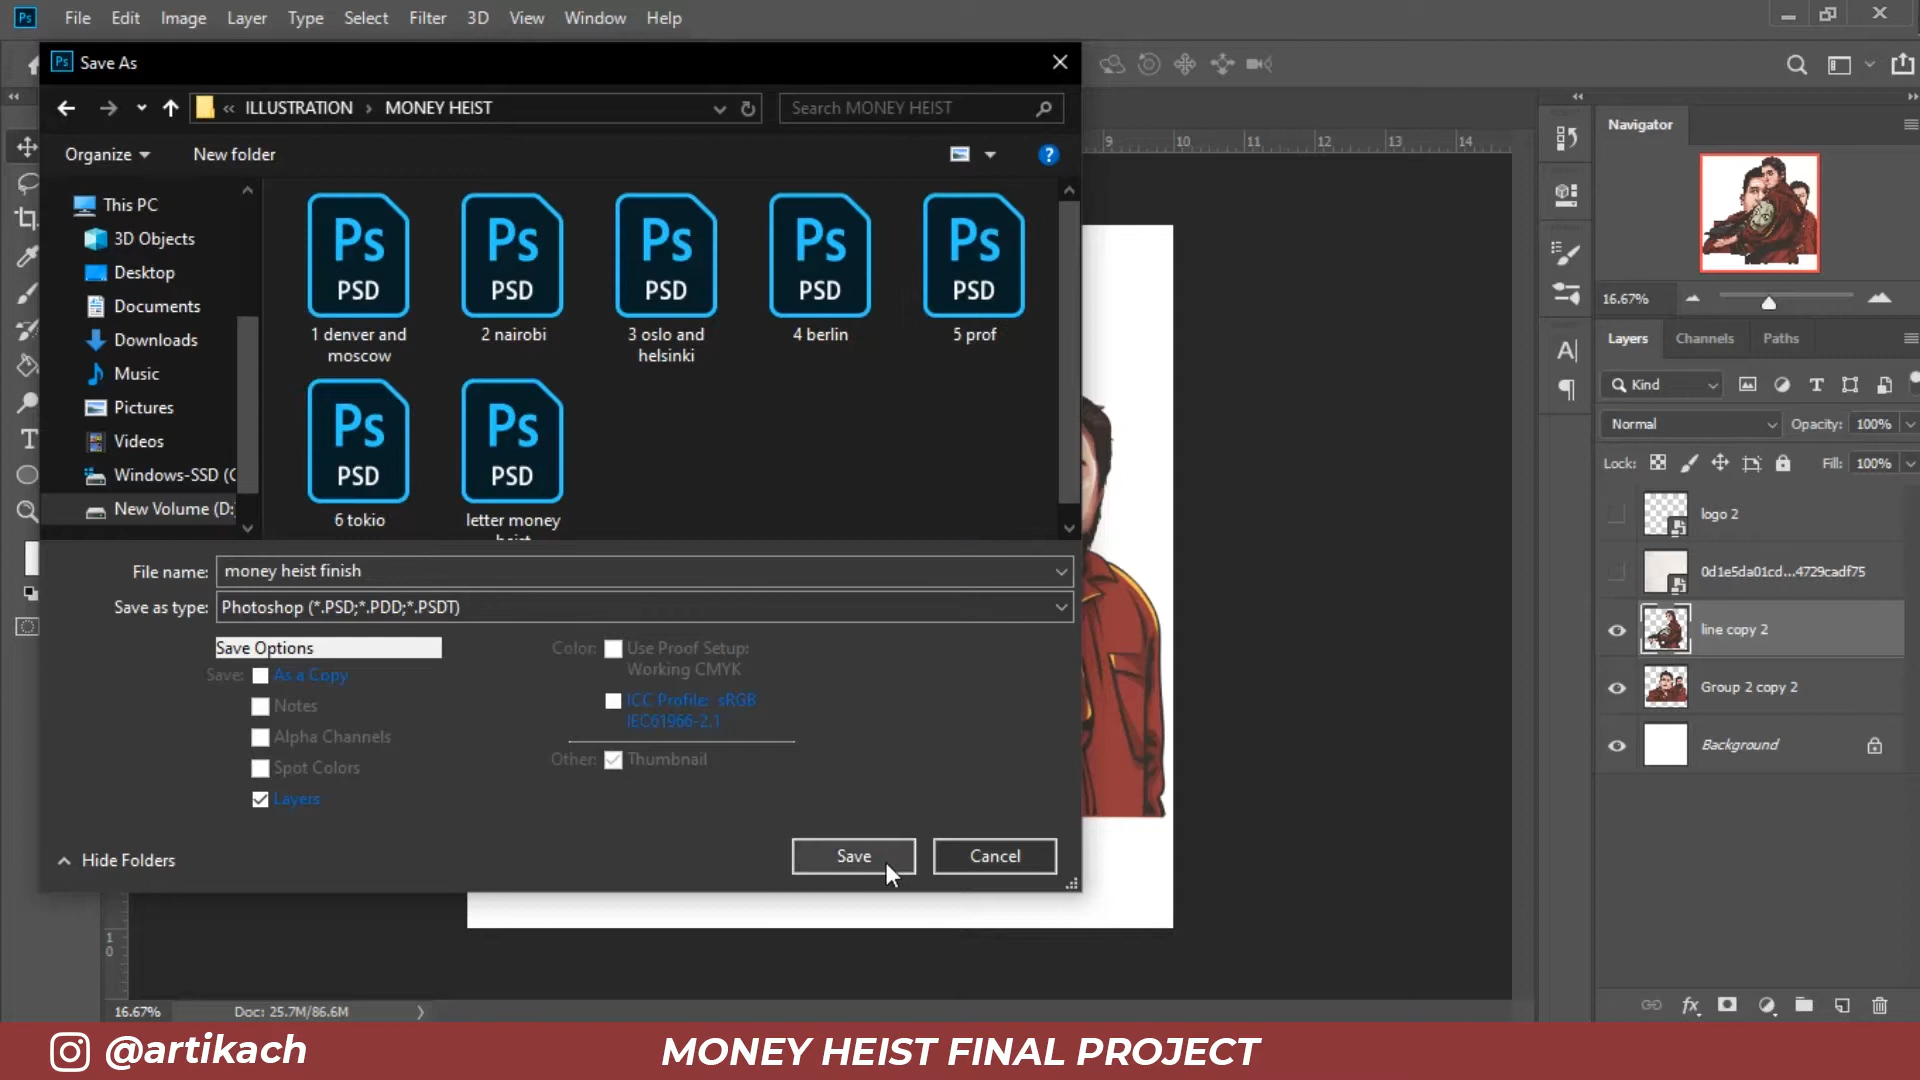 Ps File Edit Image Layer Type Select Filter 3D View Window Help
Ps Save As
« ILLUSTRATION › MONEY HEIST
Search MONEY HEIST
Organize New folder
?
This PC
3D Objects
Desktop
Documents
Downloads
Music
Pictures
Videos
Windows-SSD (C
New Volume (D:
Ps PSD
1 denver and
moscow
Ps PSD
2 nairobi
Ps PSD
3 oslo and
helsinki
Ps PSD
4 berlin
Ps PSD
5 prof
Ps PSD
6 tokio
Ps PSD
letter money
heist
File name: money heist finish
Save as type: Photoshop (*.PSD;*.PDD;*.PSDT)
Save Options
Save: As a Copy
Notes
Alpha Channels
Spot Colors
Layers
Color: Use Proof Setup:
Working CMYK
ICC Profile: sRGB
IEC61966-2.1
Other: Thumbnail
Hide Folders
Save Cancel
9 10 11 12 13 14
1
0
Navigator
16.67%
Layers Channels Paths
Kind
Normal Opacity: 100%
Lock: Fill: 100%
logo 2
0d1e5da01cd...4729cadf75
line copy 2
Group 2 copy 2
Background
16.67% Doc: 25.7M/86.6M
@artikach
MONEY HEIST FINAL PROJECT